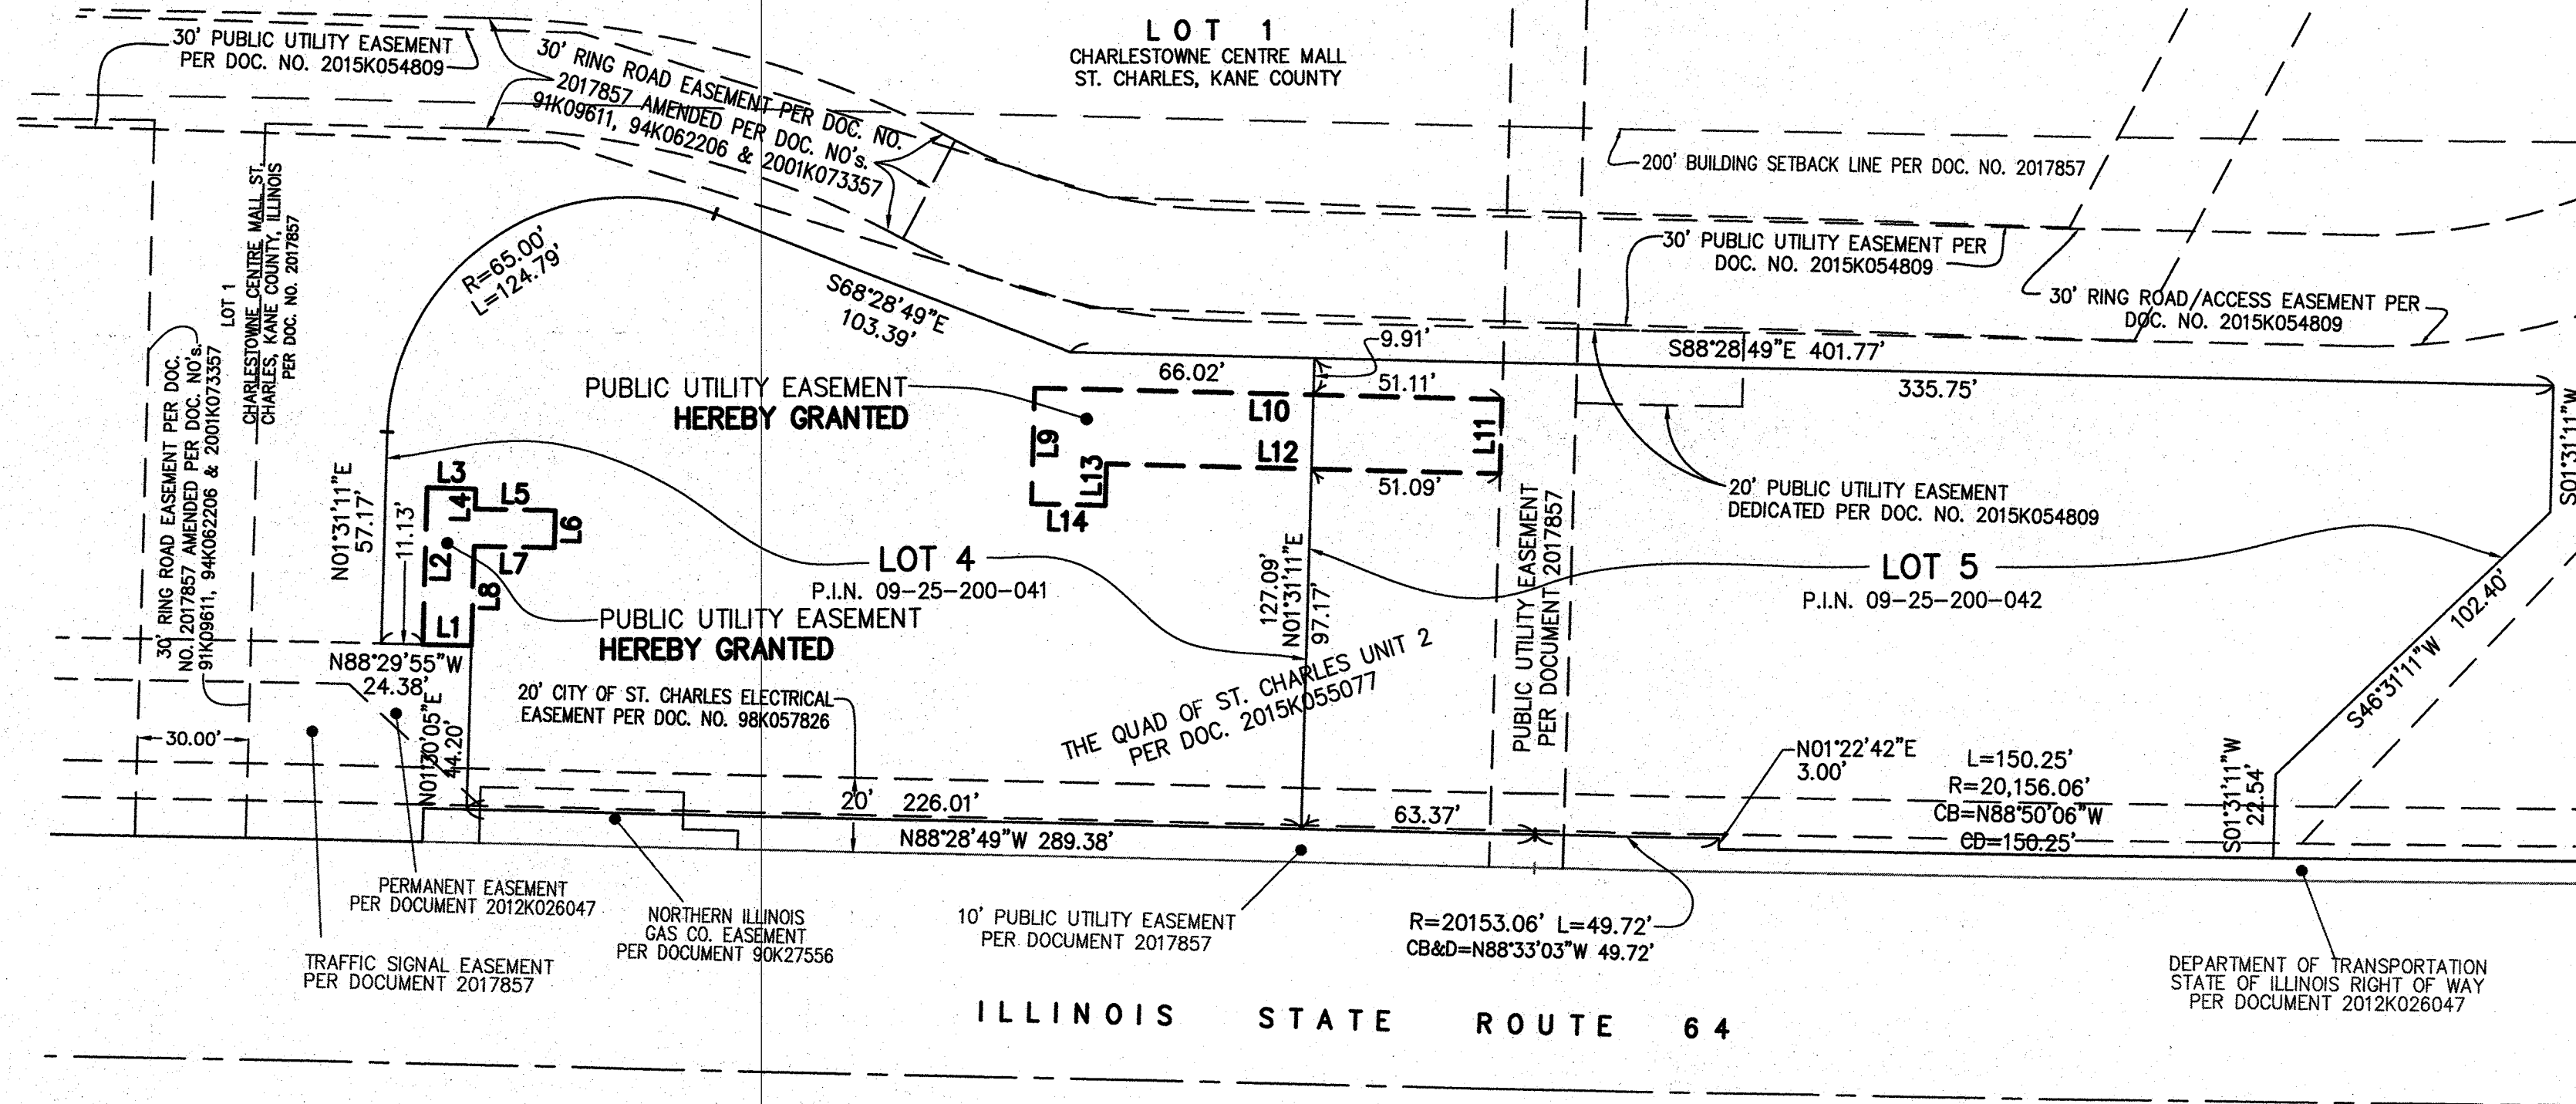 LOT 1
CHARLESTOWNE CENTRE MALL
ST. CHARLES, KANE COUNTY
30' PUBLIC UTILITY EASEMENT
PER DOC. NO. 2015K054809
30' RING ROAD EASEMENT PER DOC. NO.
2017857 AMENDED PER DOC. NO's.
91K09611, 94K062206 & 2001K073357
200' BUILDING SETBACK LINE PER DOC. NO. 2017857
30' PUBLIC UTILITY EASEMENT PER
DOC. NO. 2015K054809
30' RING ROAD/ACCESS EASEMENT PER
DOC. NO. 2015K054809
30' RING ROAD EASEMENT PER DOC.
NO. 2017857 AMENDED PER DOC. NO's.
91K09611, 94K062206 & 2001K073357
LOT 1
CHARLESTOWNE CENTRE MALL ST.
CHARLES, KANE COUNTY, ILLINOIS
PER DOC. NO. 2017857
R=65.00'
L=124.79'
S68°28'49"E
103.39'
9.91'
S88°28'49"E 401.77'
66.02'
51.11'
335.75'
PUBLIC UTILITY EASEMENT
HEREBY GRANTED
L9
L10
L11
L12
L13
L14
51.09'
S01°31'11"W
20' PUBLIC UTILITY EASEMENT
DEDICATED PER DOC. NO. 2015K054809
N01°31'11"E
57.17'
11.13'
L3
L4
L5
L6
L2
L7
L8
L1
LOT 4
P.I.N. 09-25-200-041
PUBLIC UTILITY EASEMENT
HEREBY GRANTED
127.09'
N01°31'11"E
97.17'
PUBLIC UTILITY EASEMENT
PER DOCUMENT 2017857
LOT 5
P.I.N. 09-25-200-042
S46°31'11"W 102.40'
N88°29'55"W
24.38'
N01°30'05"E
44.20'
20' CITY OF ST. CHARLES ELECTRICAL
EASEMENT PER DOC. NO. 98K057826
THE QUAD OF ST. CHARLES UNIT 2
PER DOC. 2015K055077
30.00'
N01°22'42"E
3.00'
L=150.25'
R=20,156.06'
CB=N88°50'06"W
CD=150.25'
S01°31'11"W
22.54'
20'
226.01'
63.37'
N88°28'49"W 289.38'
PERMANENT EASEMENT
PER DOCUMENT 2012K026047
NORTHERN ILLINOIS
GAS CO. EASEMENT
PER DOCUMENT 90K27556
10' PUBLIC UTILITY EASEMENT
PER DOCUMENT 2017857
R=20153.06' L=49.72'
CB&D=N88°33'03"W 49.72'
TRAFFIC SIGNAL EASEMENT
PER DOCUMENT 2017857
DEPARTMENT OF TRANSPORTATION
STATE OF ILLINOIS RIGHT OF WAY
PER DOCUMENT 2012K026047
ILLINOIS STATE ROUTE 64